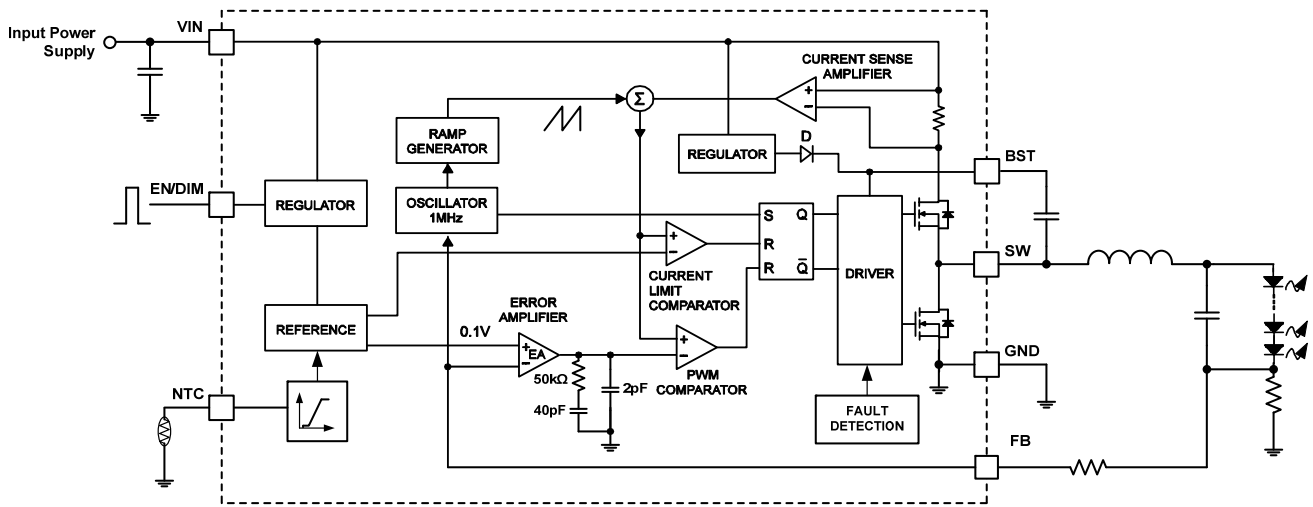 Input Power
Supply
VIN
CURRENT SENSE
AMPLIFIER
Σ
+
−
RAMP
GENERATOR
REGULATOR
D
BST
EN/DIM
REGULATOR
OSCILLATOR
1MHz
S
Q
R
R
Q̅
+
−
CURRENT
LIMIT
COMPARATOR
DRIVER
SW
REFERENCE
ERROR
AMPLIFIER
0.1V
+
−
EA
+
−
PWM
COMPARATOR
GND
50kΩ
2pF
40pF
NTC
FAULT
DETECTION
FB